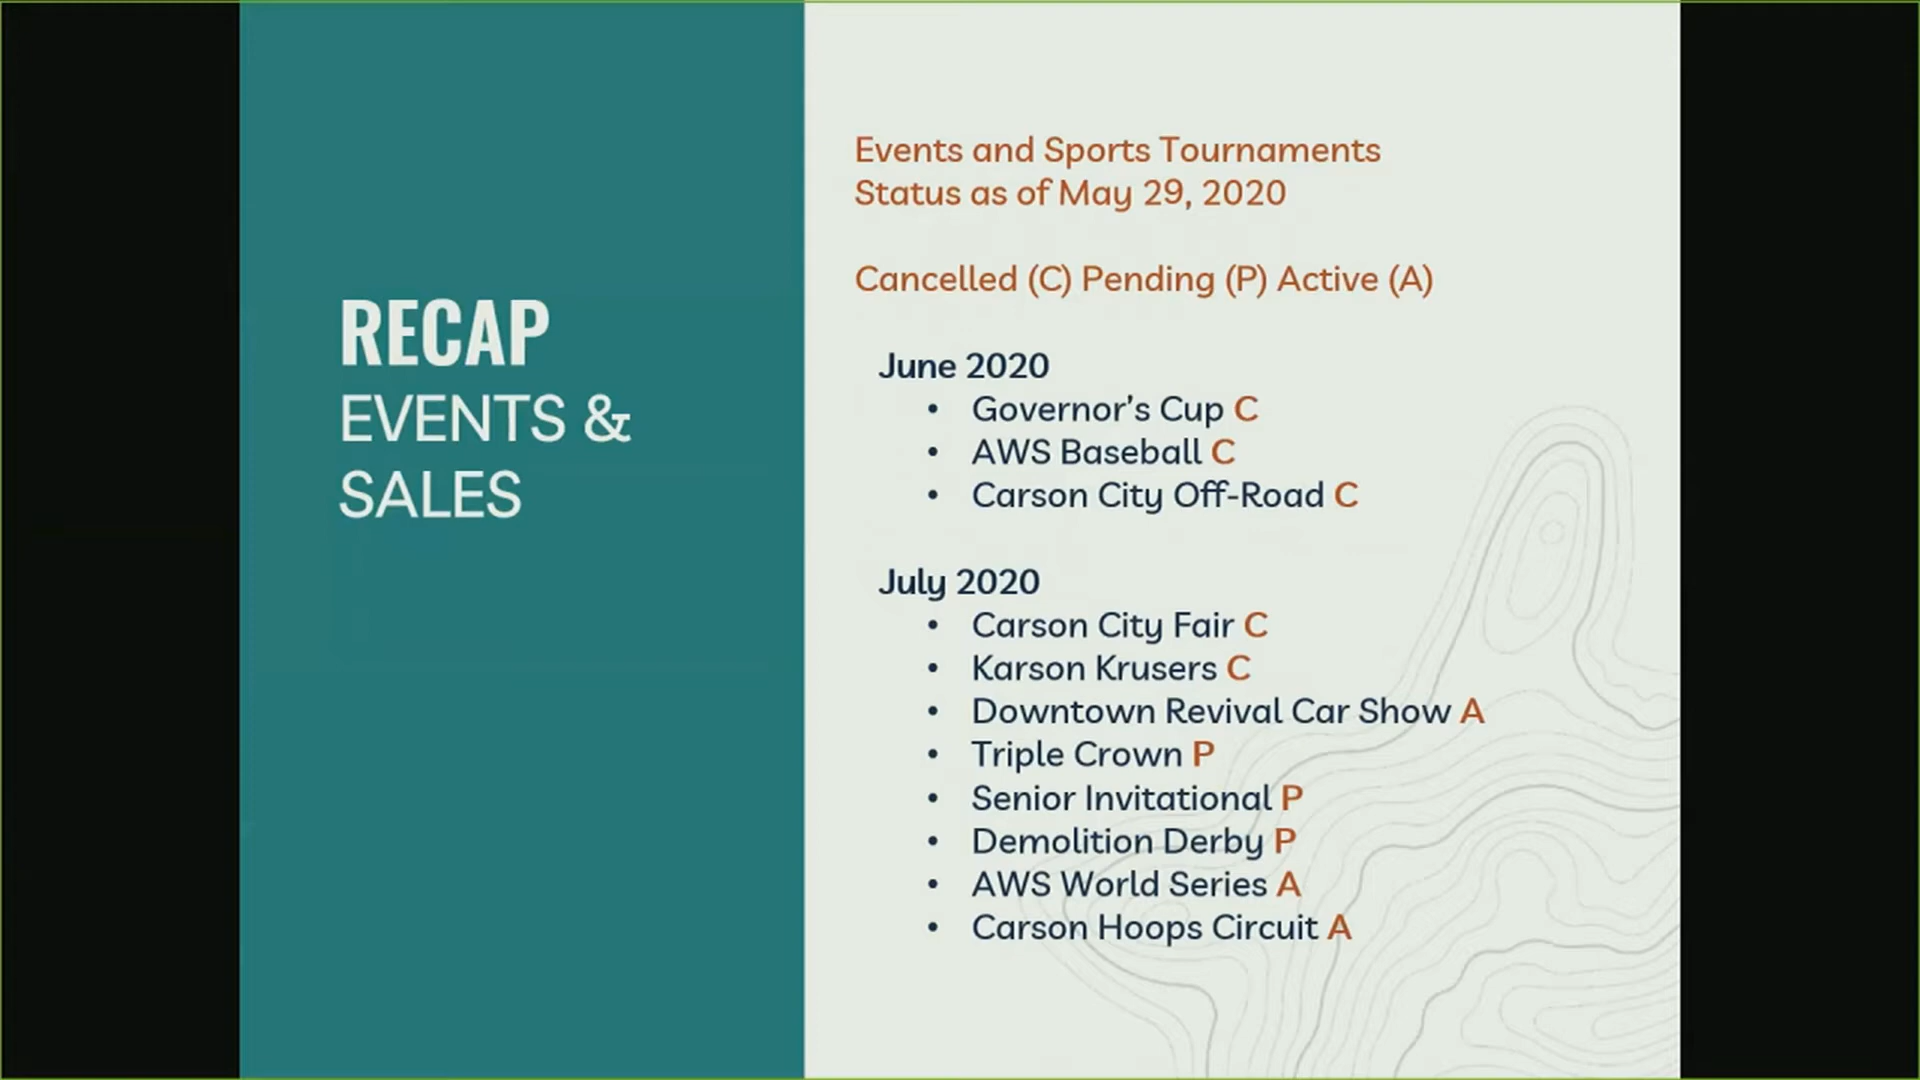 RECAP
EVENTS &
SALES
Events and Sports Tournaments
Status as of May 29, 2020
Cancelled (C) Pending (P) Active (A)
June 2020
• Governor's Cup C
• AWS Baseball C
• Carson City Off-Road C
July 2020
• Carson City Fair C
• Karson Krusers C
• Downtown Revival Car Show A
• Triple Crown P
• Senior Invitational P
• Demolition Derby P
• AWS World Series A
• Carson Hoops Circuit A